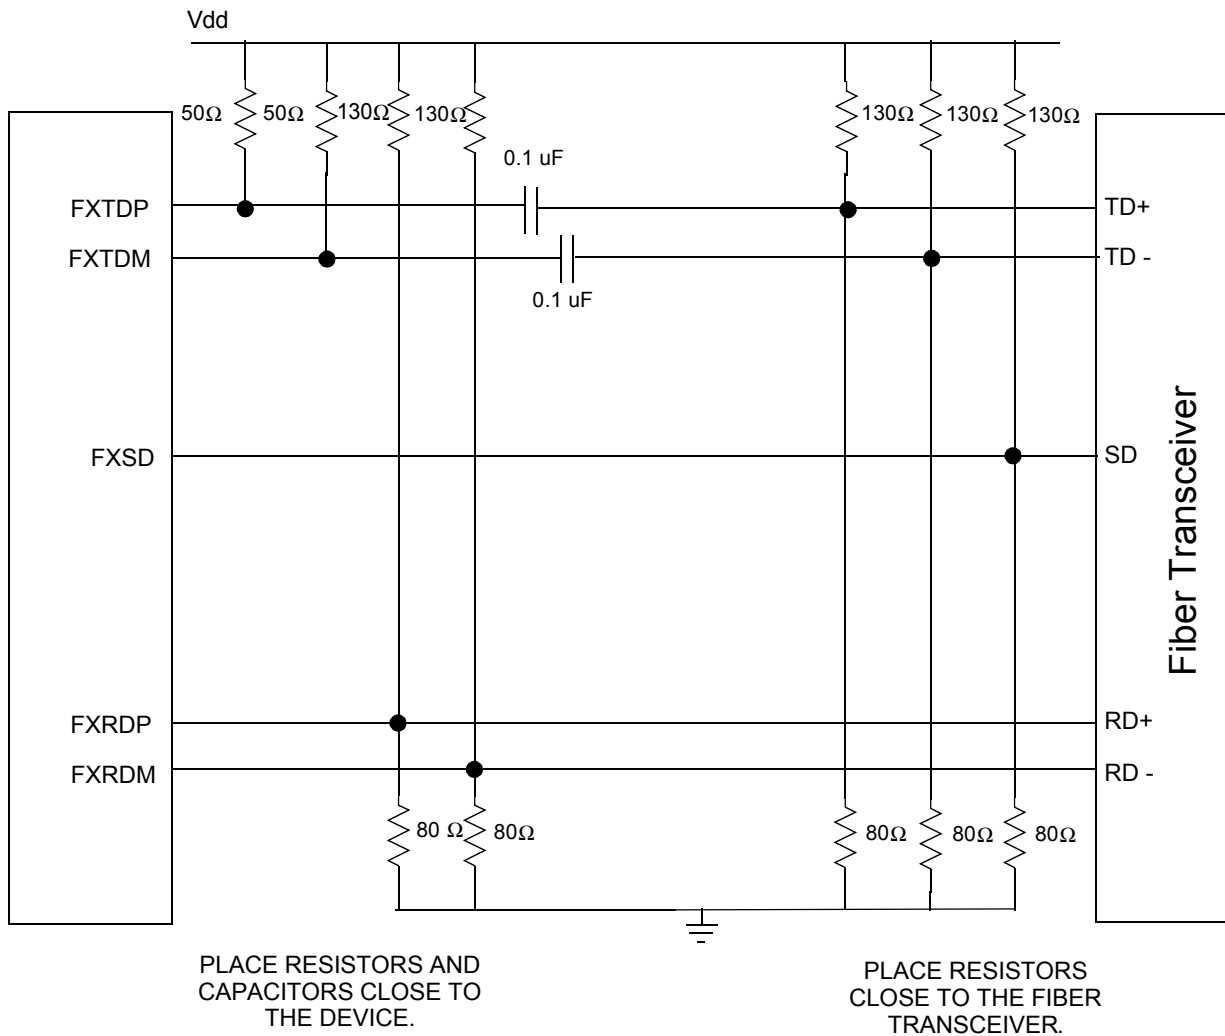 Vdd
50Ω 50Ω 130Ω 130Ω 130Ω 130Ω 130Ω
0.1 uF
FXTDP TD+
FXTDM TD -
0.1 uF
FXSD SD
Fiber Transceiver
FXRDP RD+
FXRDM RD -
80 Ω 80Ω 80Ω 80Ω 80Ω
PLACE RESISTORS AND
CAPACITORS CLOSE TO
THE DEVICE.
PLACE RESISTORS
CLOSE TO THE FIBER
TRANSCEIVER.